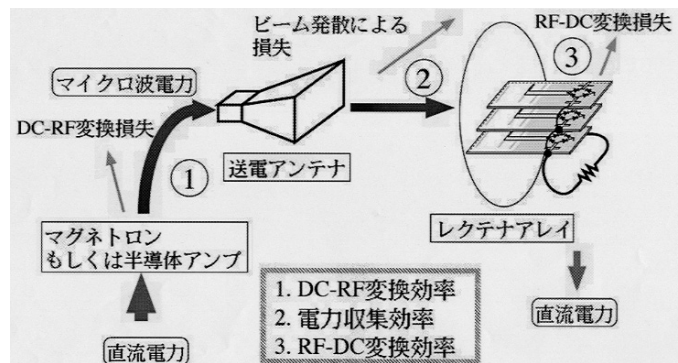 ビーム発散による
損失
RF-DC変換損失
③
②
マイクロ波電力
DC-RF変換損失
①
送電アンテナ
マグネトロン
もしくは半導体アンプ
レクテナアレイ
1. DC-RF変換効率
2. 電力収集効率
3. RF-DC変換効率
直流電力
直流電力